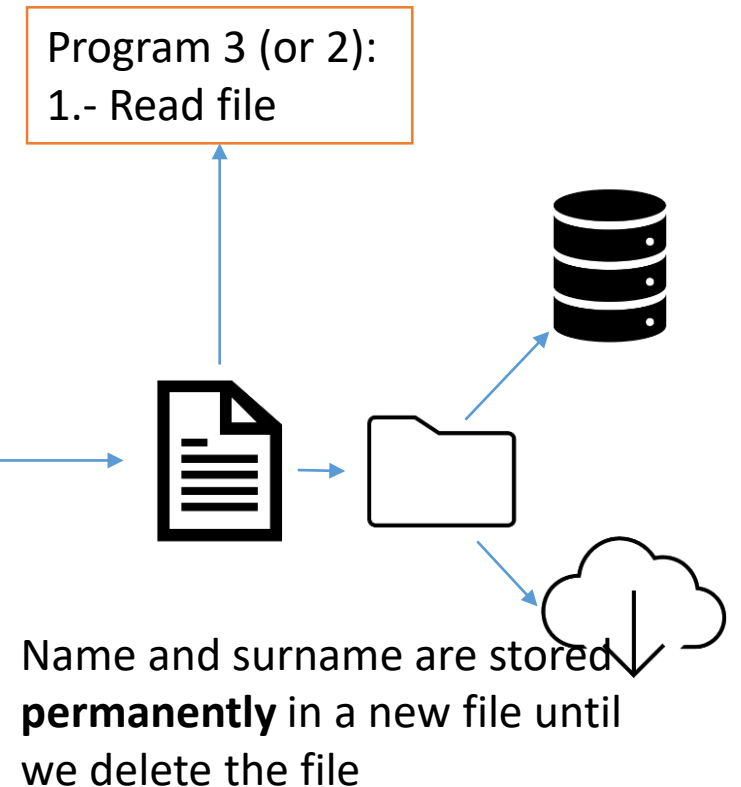 Program 3 (or 2):
1.- Read file
Name and surname are stored
permanently in a new file until
we delete the file